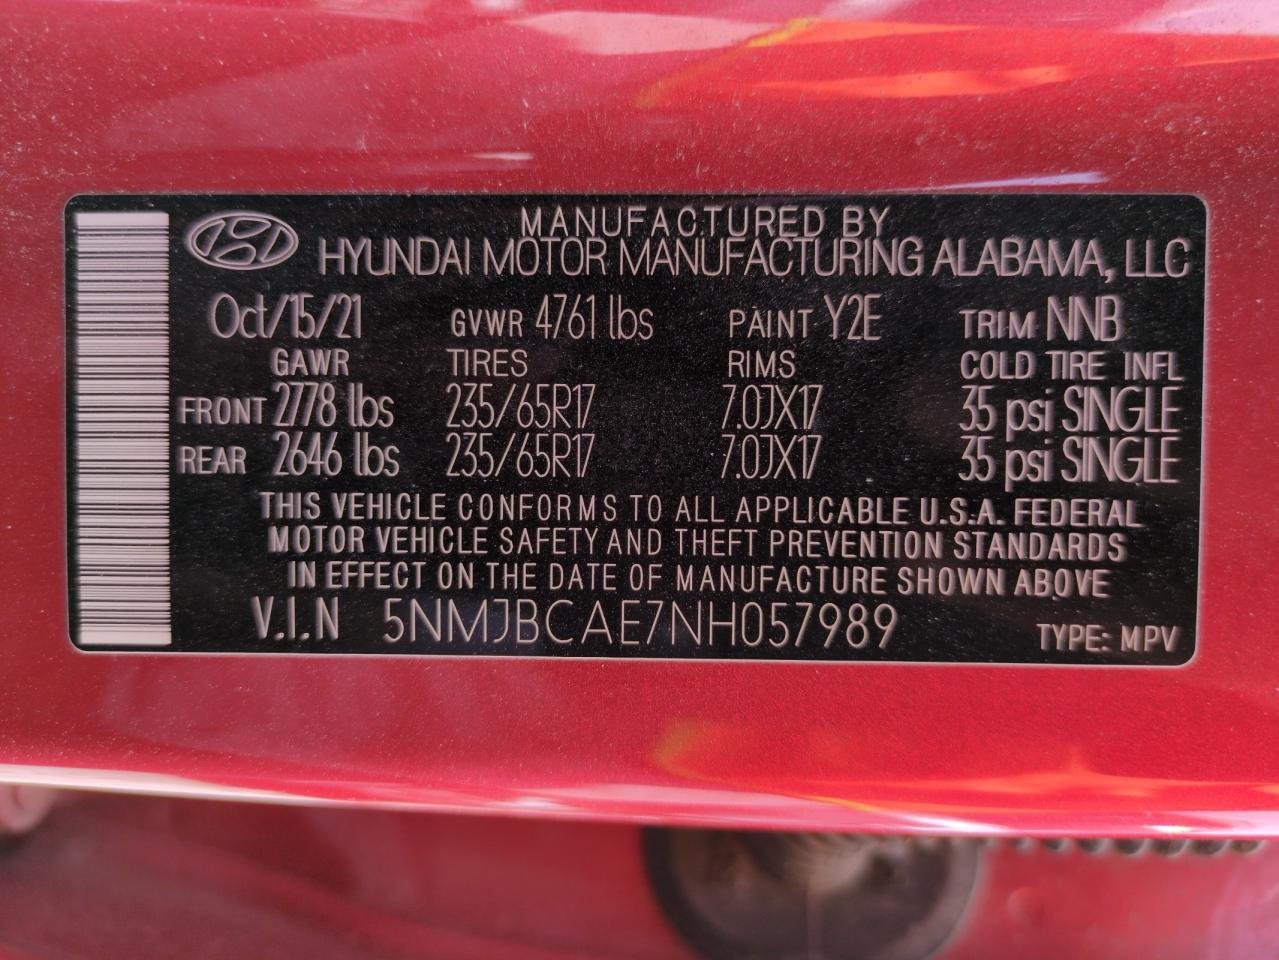 MANUFACTURED BY
HYUNDAI MOTOR MANUFACTURING ALABAMA, LLC
Oct/15/21 GVWR 4761 lbs PAINT Y2E TRIM NNB
GAWR TIRES RIMS COLD TIRE INFL
FRONT 2778 lbs 235/65R17 7.0JX17 35 psi SINGLE
REAR 2646 lbs 235/65R17 7.0JX17 35 psi SINGLE
THIS VEHICLE CONFORMS TO ALL APPLICABLE U.S.A. FEDERAL
MOTOR VEHICLE SAFETY AND THEFT PREVENTION STANDARDS
IN EFFECT ON THE DATE OF MANUFACTURE SHOWN ABOVE
V.I.N 5NMJBCAE7NH057989 TYPE: MPV